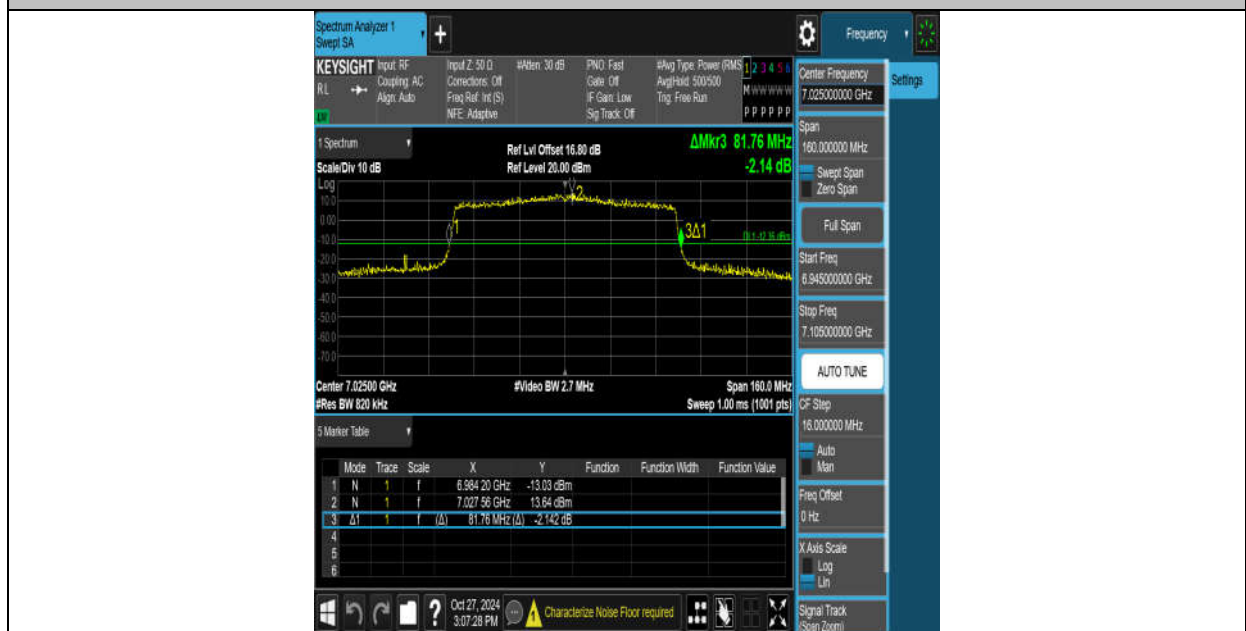 Spectrum Analyzer 1
Swept SA
+
Frequency
KEYSIGHT
RL
Input: RF
Coupling: AC
Align: Auto
Input Z: 50 Ω
Corrections: Off
Freq Ref: Int (S)
NFE: Adaptive
#Atten: 30 dB
PNO: Fast
Gate: Off
IF Gain: Low
Sig Track: Off
#Avg Type: Power (RMS
Avg|Hold: 500/500
Trig: Free Run
1 2 3 4 5 6
M W W W W W
P P P P P P
Center Frequency
7.025000000 GHz
Settings
1 Spectrum
Scale/Div 10 dB
Ref Lvl Offset 16.80 dB
Ref Level 20.00 dBm
ΔMkr3 81.76 MHz
-2.14 dB
Log
10.0
0.00
-10.0
-20.0
-30.0
-40.0
-50.0
-60.0
-70.0
1
2
3Δ1
Center 7.02500 GHz
#Res BW 820 kHz
#Video BW 2.7 MHz
Span 160.0 MHz
Sweep 1.00 ms (1001 pts)
Span
160.000000 MHz
Swept Span
Zero Span
Full Span
Start Freq
6.945000000 GHz
Stop Freq
7.105000000 GHz
AUTO TUNE
CF Step
16.000000 MHz
Auto
Man
Freq Offset
0 Hz
X Axis Scale
Log
Lin
Signal Track
(Span Zoom)
5 Marker Table
Mode Trace Scale X Y Function Function Width Function Value
1 N 1 f 6.984 20 GHz -13.03 dBm
2 N 1 f 7.027 56 GHz 13.64 dBm
3 Δ1 1 f (Δ) 81.76 MHz (Δ) -2.142 dB
4
5
6
?
Oct 27, 2024
3:07:28 PM
Characterize Noise Floor required